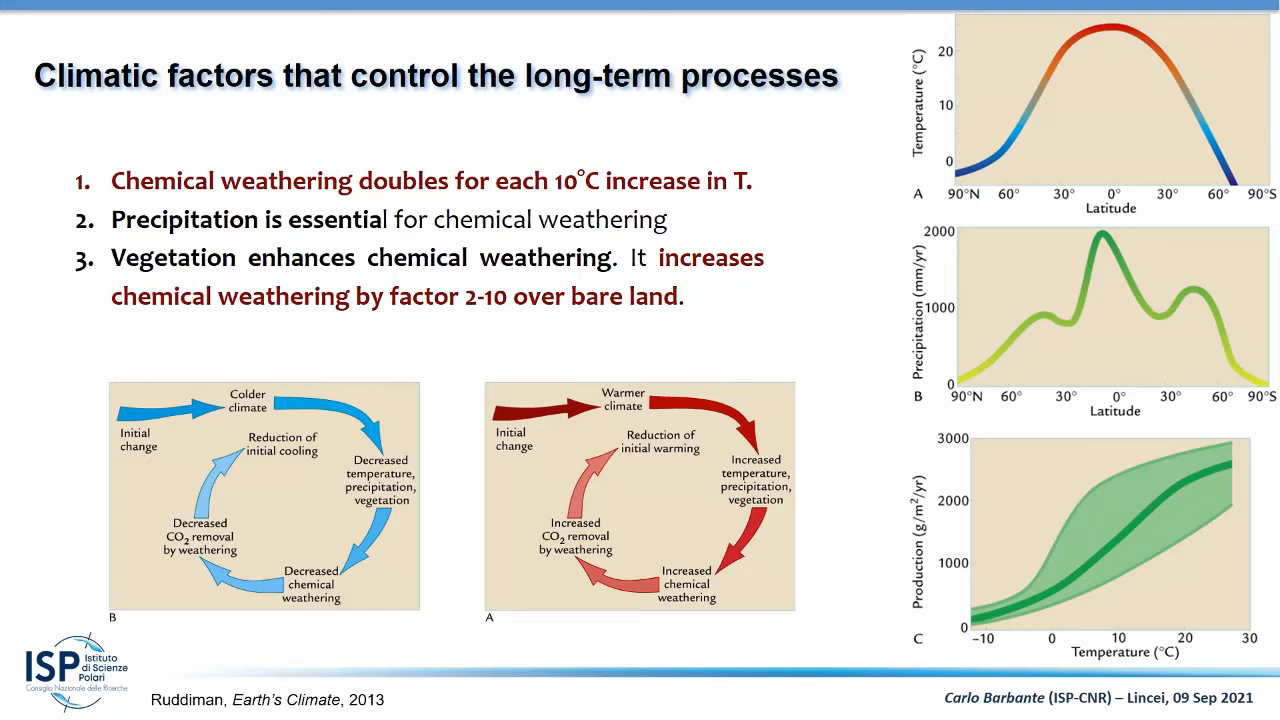 Climatic factors that control the long-term processes
1. Chemical weathering doubles for each 10°C increase in T.
2. Precipitation is essential for chemical weathering
3. Vegetation enhances chemical weathering. It increases
chemical weathering by factor 2-10 over bare land.
Colder
climate
Initial
change
Reduction of
initial cooling
Decreased
temperature,
precipitation,
vegetation
Decreased
CO₂ removal
by weathering
Decreased
chemical
weathering
B
Warmer
climate
Initial
change
Reduction of
initial warming
Increased
temperature,
precipitation,
vegetation
Increased
CO₂ removal
by weathering
Increased
chemical
weathering
A
Temperature (°C)
20
10
0
A 90°N 60° 30° 0° 30° 60° 90°S
Latitude
Precipitation (mm/yr)
2000
1000
0
B 90°N 60° 30° 0° 30° 60° 90°S
Latitude
Production (g/m²/yr)
3000
2000
1000
0
C −10 0 10 20 30
Temperature (°C)
ISP Istituto
di Scienze
Polari
Consiglio Nazionale delle Ricerche
Ruddiman, Earth's Climate, 2013
Carlo Barbante (ISP-CNR) – Lincei, 09 Sep 2021